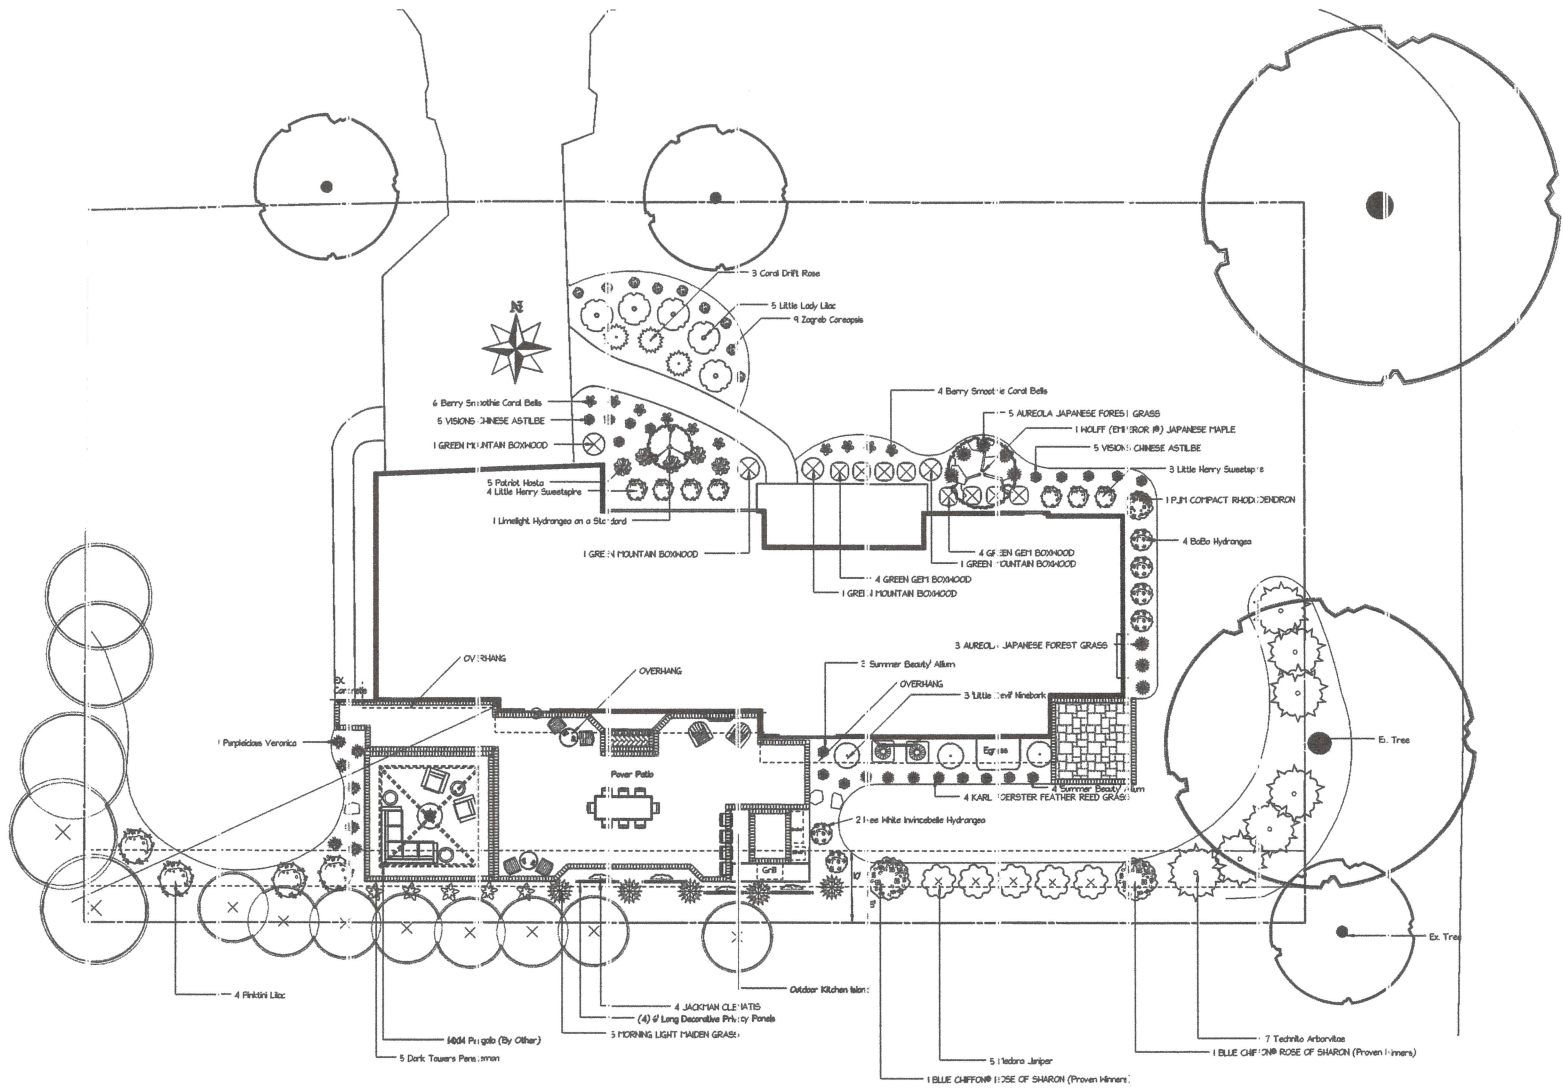 N
3 Coral Drift Rose
5 Little Lady Lilac
9 Zagreb Coreopsis
4 Berry Smoothie Coral Bells
6 Berry Smoothie Coral Bells
5 AUREOLA JAPANESE FOREST GRASS
5 VISIONS CHINESE ASTILBE
1 WOLFF (EMPEROR I®) JAPANESE MAPLE
1 GREEN MOUNTAIN BOXWOOD
5 VISIONS CHINESE ASTILBE
3 Little Henry Sweetspire
5 Patriot Hosta
4 Little Henry Sweetspire
1 PJM COMPACT RHODODENDRON
1 Limelight Hydrangea on a Standard
4 BoBo Hydrangea
1 GREEN MOUNTAIN BOXWOOD
4 GREEN GEM BOXWOOD
1 GREEN MOUNTAIN BOXWOOD
4 GREEN GEM BOXWOOD
1 GREEN MOUNTAIN BOXWOOD
3 AUREOLA JAPANESE FOREST GRASS
OVERHANG
3 Summer Beauty Allium
OVERHANG
OVERHANG
EX.
Concrete
3 'Little Devil' Ninebark
Purpleicious Veronica
Ex. Tree
Egress
Paver Patio
4 Summer Beauty Allium
4 KARL FOERSTER FEATHER REED GRASS
2 Wee White Invincebelle Hydrangea
Grill
10'
5'
Ex. Tree
4 Pinktini Lilac
Outdoor Kitchen Island
4 JACKMAN CLEMATIS
(4) 6' Long Decorative Privacy Panels
5 MORNING LIGHT MAIDEN GRASS
14X14 Pergola (By Other)
7 Technito Arborvitae
1 BLUE CHIFFON® ROSE OF SHARON (Proven Winners)
5 Dark Towers Penstemon
5 Medora Juniper
1 BLUE CHIFFON® ROSE OF SHARON (Proven Winners)